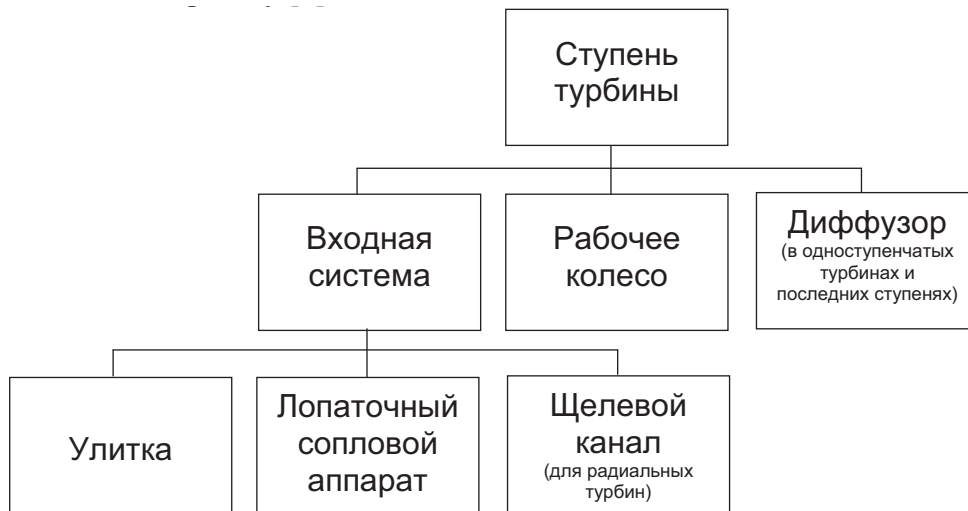 Ступень
турбины
Входная
система
Рабочее
колесо
Диффузор
(в одноступенчатых
турбинах и
последних ступенях)
Улитка
Лопаточный
сопловой
аппарат
Щелевой
канал
(для радиальных
турбин)